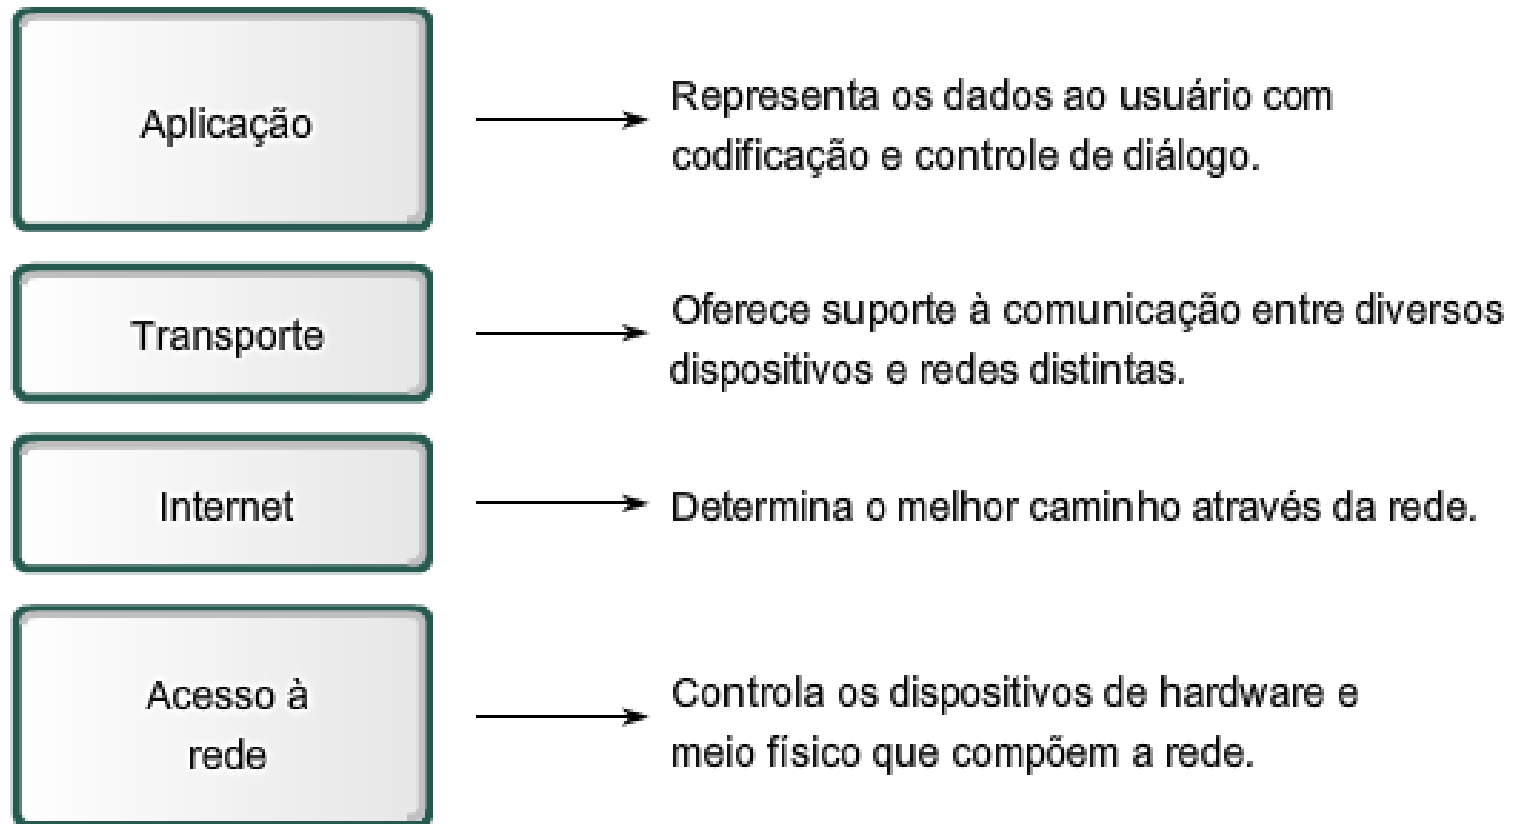 Aplicação
Representa os dados ao usuário com
codificação e controle de diálogo.
Transporte
Oferece suporte à comunicação entre diversos
dispositivos e redes distintas.
Internet
Determina o melhor caminho através da rede.
Acesso à
rede
Controla os dispositivos de hardware e
meio físico que compõem a rede.